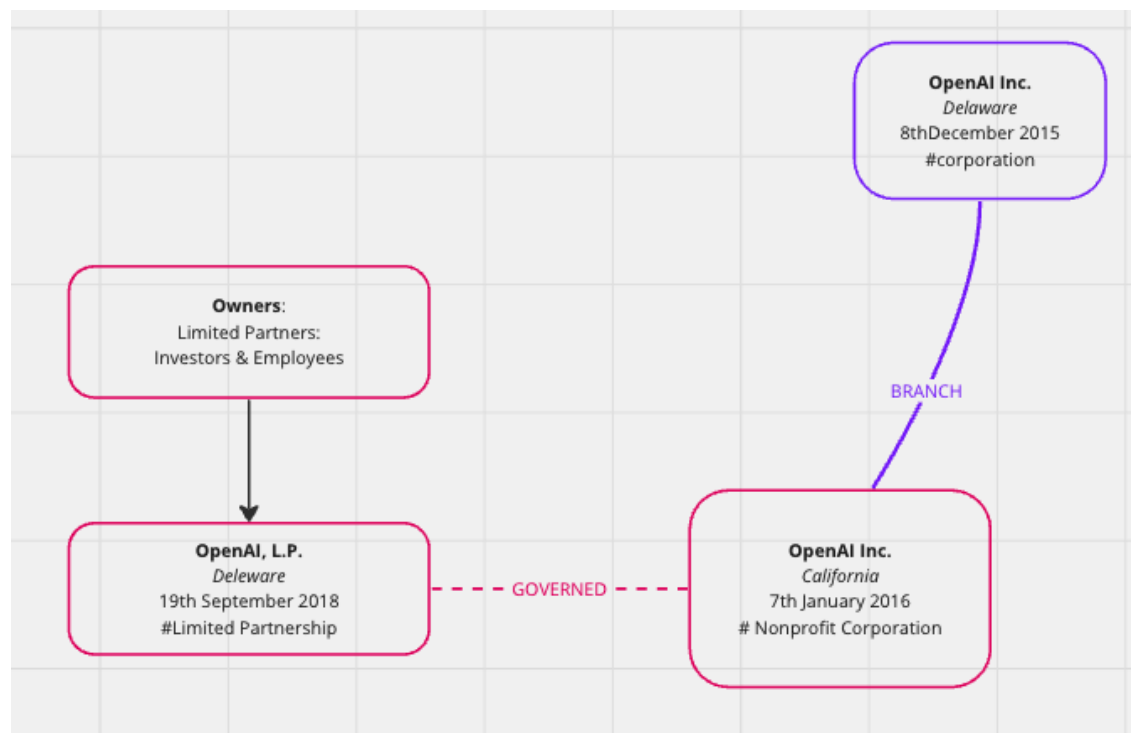 OpenAI Inc.
Delaware
8thDecember 2015
#corporation
Owners:
Limited Partners:
Investors & Employees
BRANCH
OpenAI, L.P.
Deleware
19th September 2018
#Limited Partnership
GOVERNED
OpenAI Inc.
California
7th January 2016
# Nonprofit Corporation